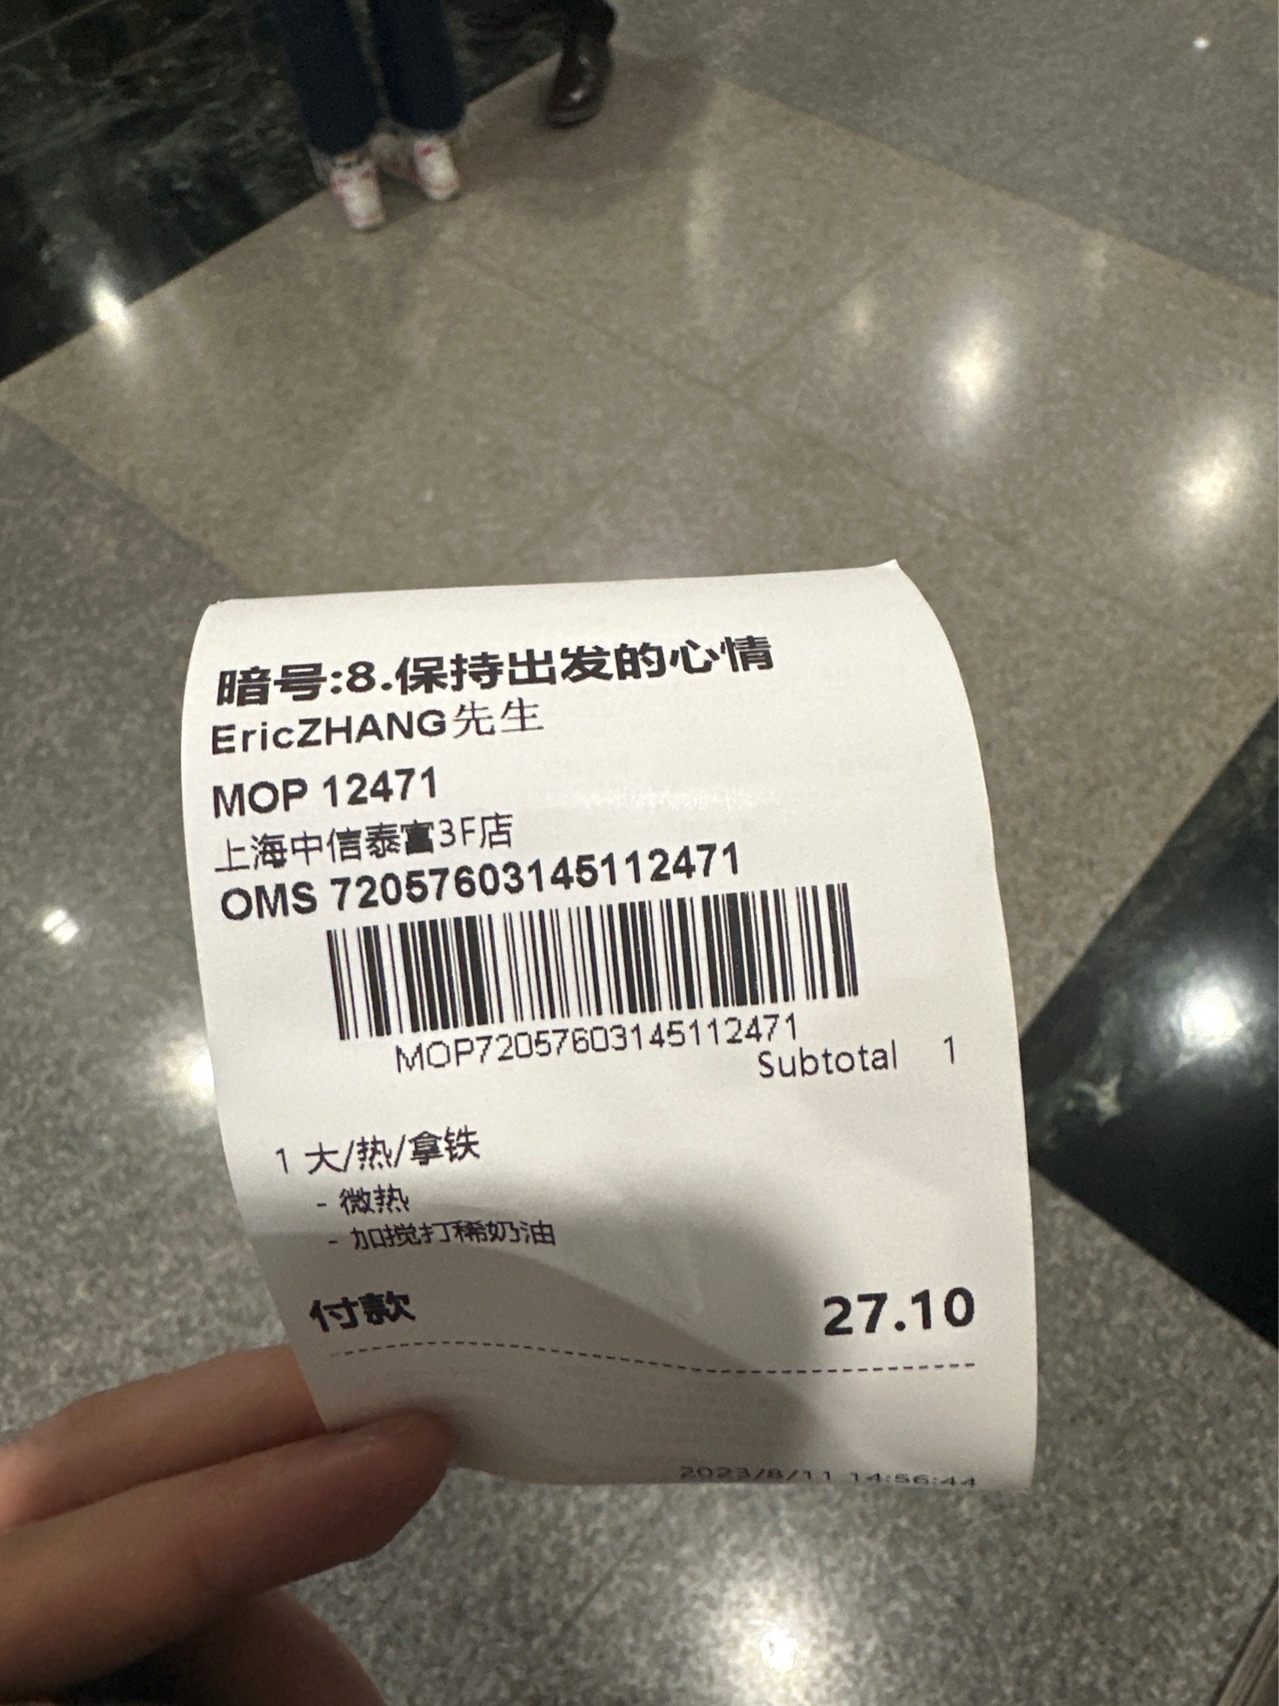 暗号:8.保持出发的心情
EricZHANG先生
MOP 12471
上海中信泰富3F店
OMS 72057603145112471
MOP72057603145112471
Subtotal 1
1 大/热/拿铁
- 微热
- 加搅打稀奶油
付款 27.10
2023/8/11 14:56:44